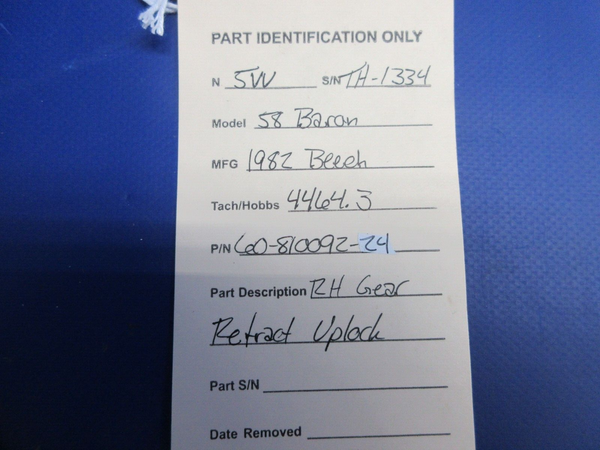 PART IDENTIFICATION ONLY
N 5VV S/N TH-1334
Model 58 Baron
MFG 1982 Beech
Tach/Hobbs 4464.3
P/N 60-810092-24
Part Description RH Gear
Retract Uplock
Part S/N
Date Removed